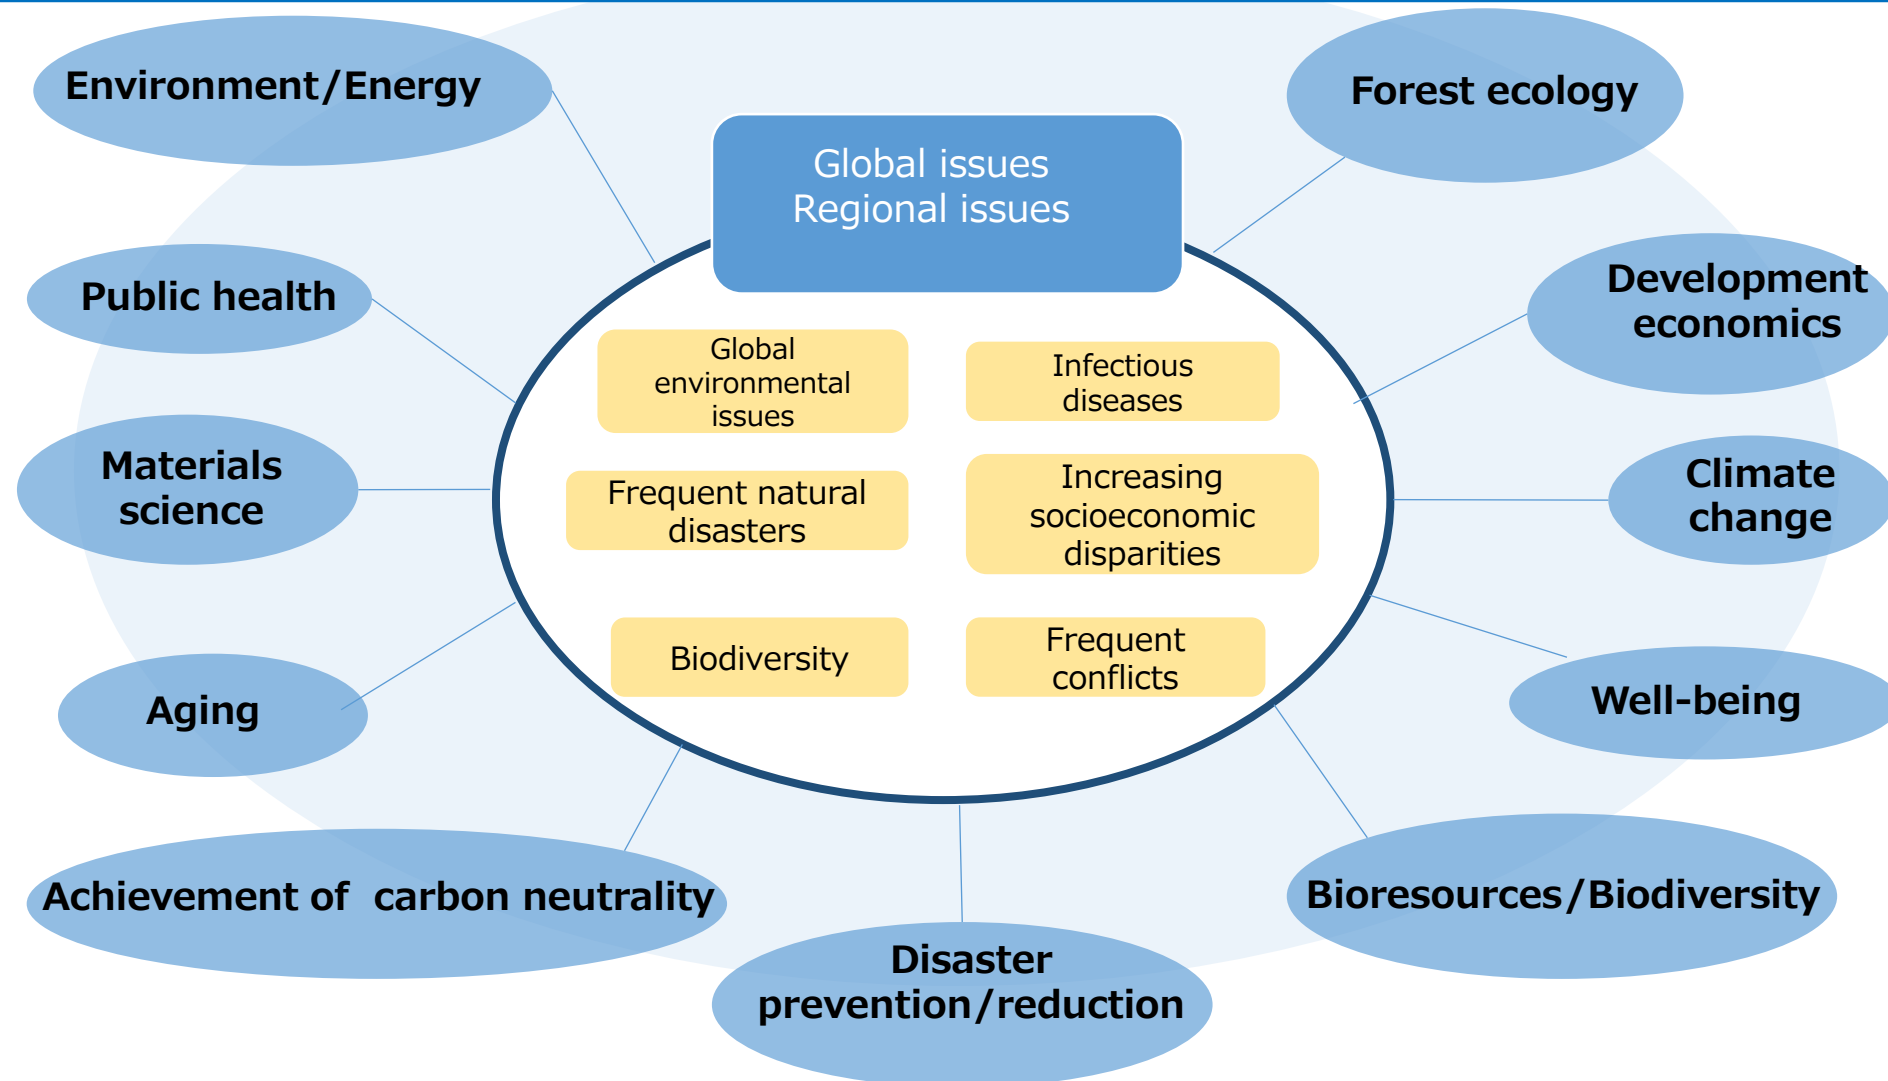 Environment/Energy
Forest ecology
Global issues
Regional issues
Public health
Development
economics
Global
environmental
issues
Infectious
diseases
Materials
science
Frequent natural
disasters
Increasing
socioeconomic
disparities
Climate
change
Aging
Biodiversity
Frequent
conflicts
Well-being
Achievement of  carbon neutrality
Disaster
prevention/reduction
Bioresources/Biodiversity